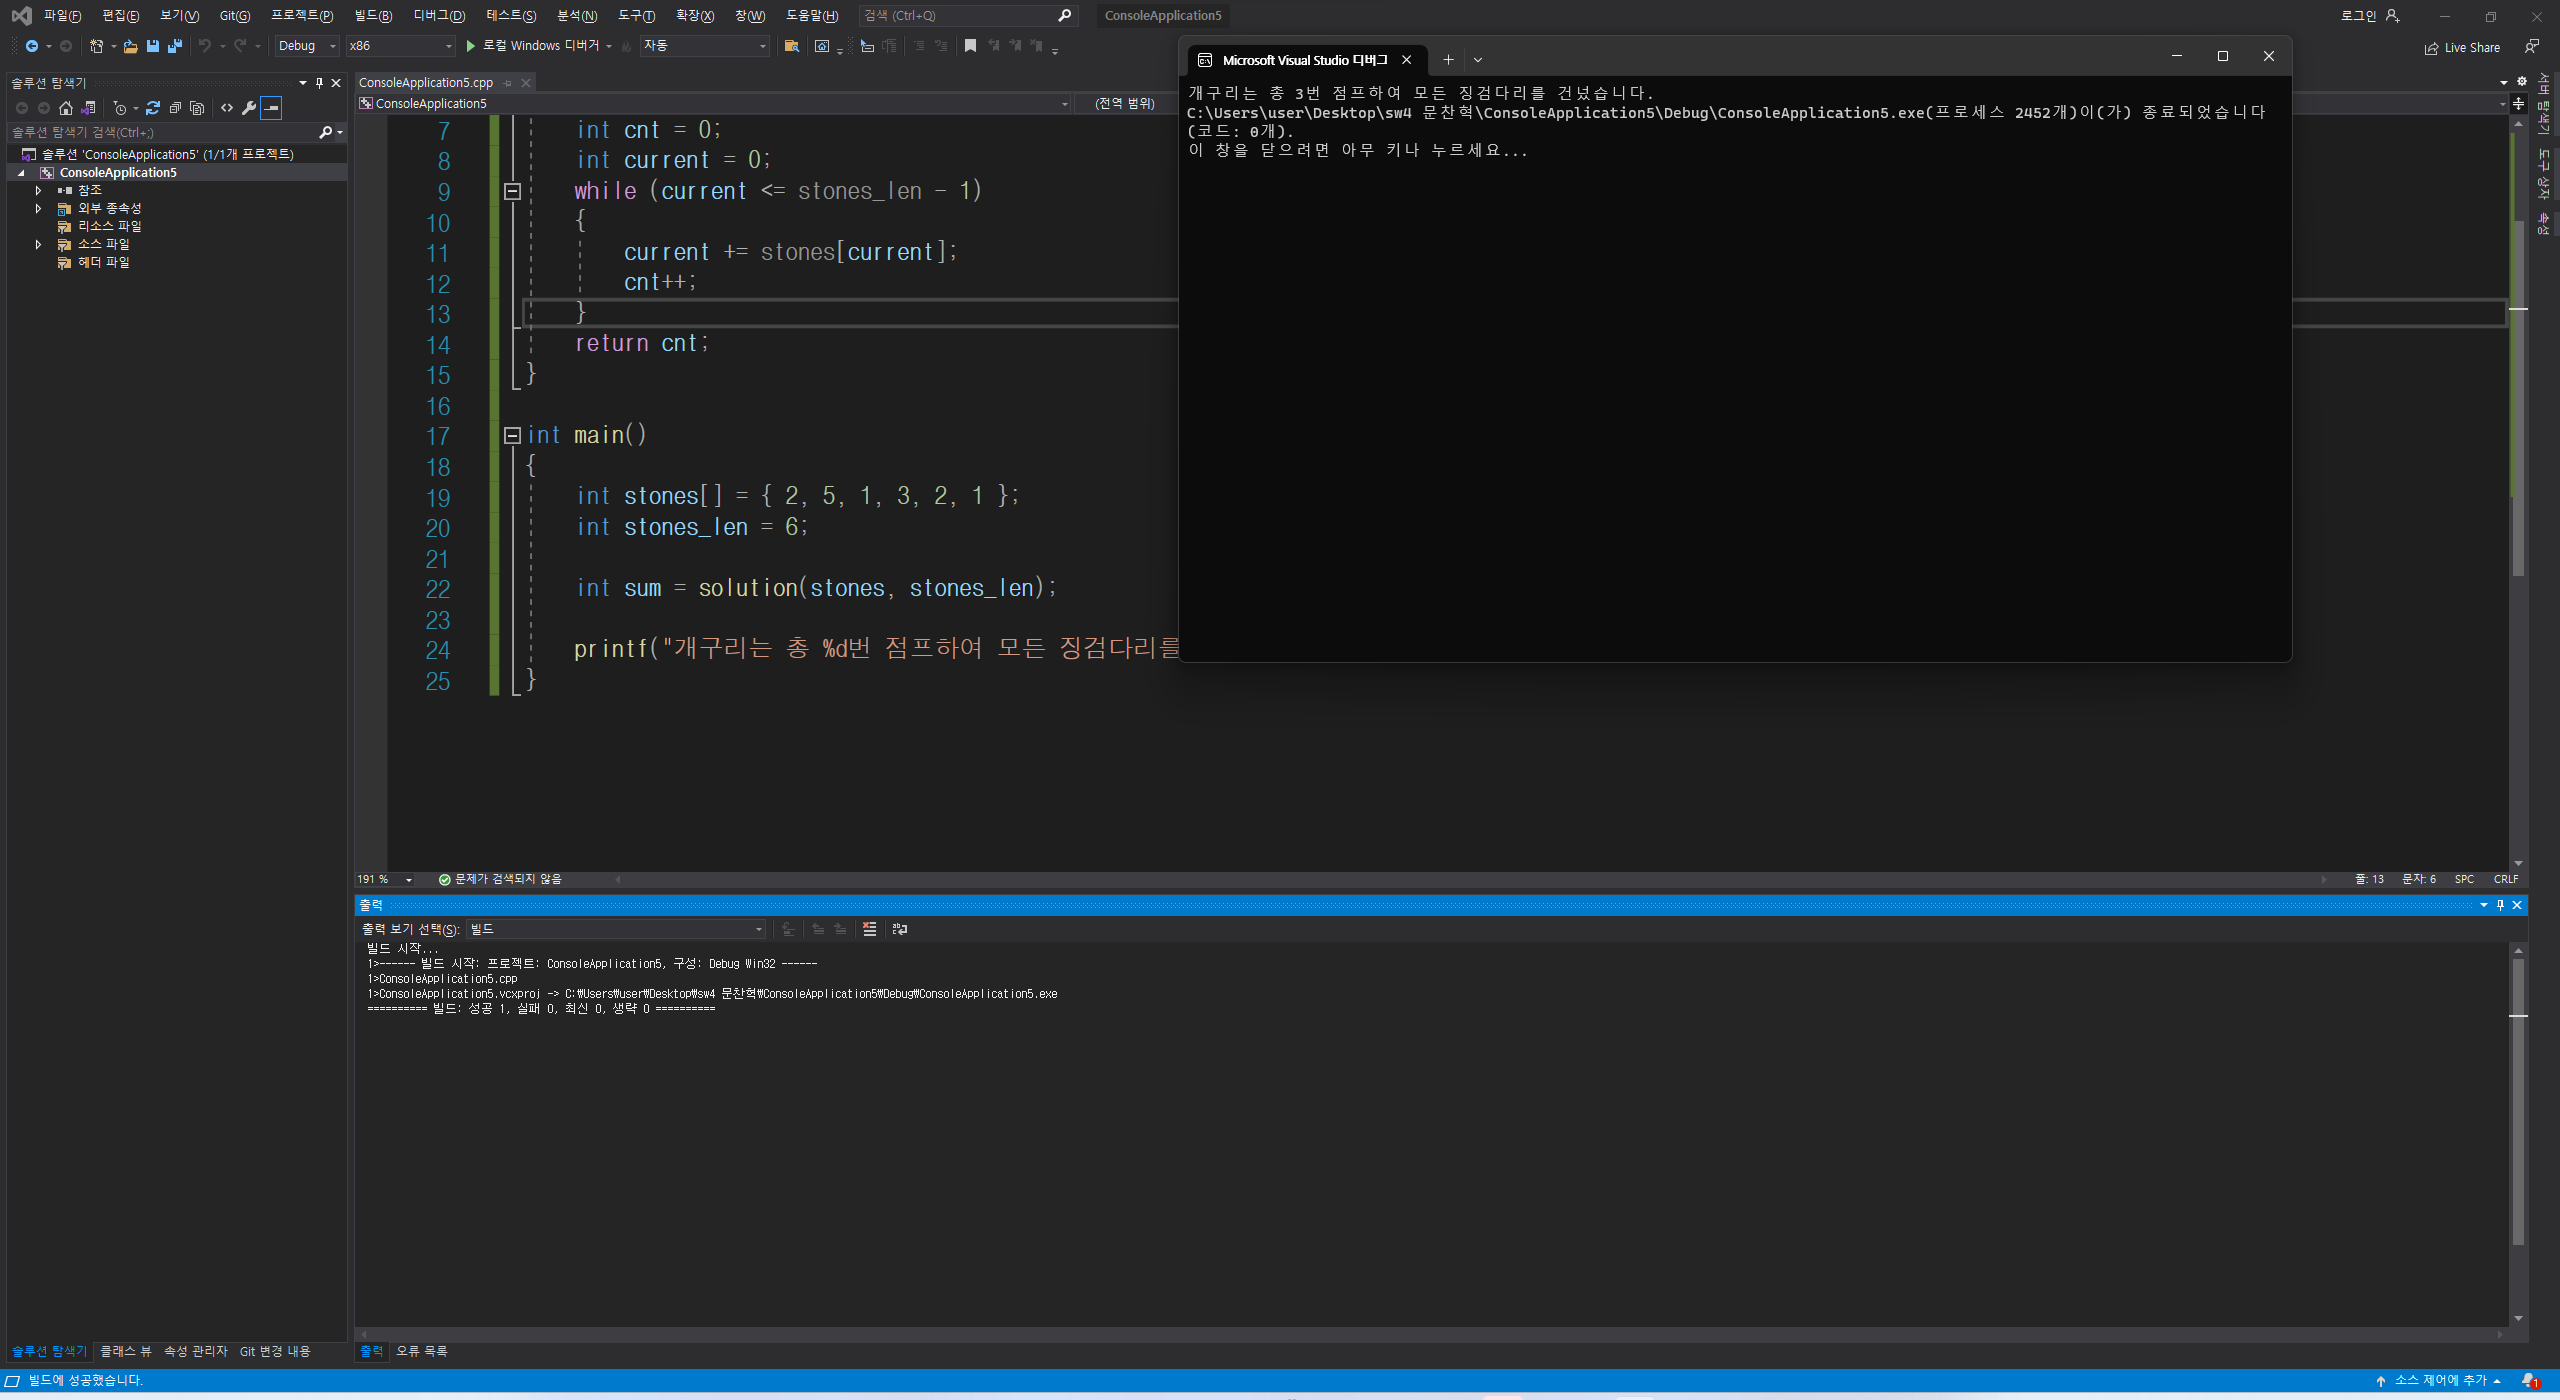 파일(F) 편집(E) 보기(V) Git(G) 프로젝트(P) 빌드(B) 디버그(D) 테스트(S) 분석(N) 도구(T) 확장(X) 창(W) 도움말(H) 검색 (Ctrl+Q) ConsoleApplication5 로그인
Debug x86 로컬 Windows 디버거 자동 Live Share
솔루션 탐색기
솔루션 탐색기 검색(Ctrl+;)
솔루션 'ConsoleApplication5' (1/1개 프로젝트)
ConsoleApplication5
참조
외부 종속성
리소스 파일
소스 파일
헤더 파일
ConsoleApplication5.cpp
ConsoleApplication5 (전역 범위)
7 int cnt = 0;
8 int current = 0;
9 while (current <= stones_len - 1)
10 {
11 current += stones[current];
12 cnt++;
13 }
14 return cnt;
15 }
16
17 int main()
18 {
19 int stones[] = { 2, 5, 1, 3, 2, 1 };
20 int stones_len = 6;
21
22 int sum = solution(stones, stones_len);
23
24 printf("개구리는 총 %d번 점프하여 모든 징검다리를
25 }
Microsoft Visual Studio 디버그
개구리는 총 3번 점프하여 모든 징검다리를 건넜습니다.
C:\Users\user\Desktop\sw4 문찬혁\ConsoleApplication5\Debug\ConsoleApplication5.exe(프로세스 2452개)이(가) 종료되었습니다
(코드: 0개).
이 창을 닫으려면 아무 키나 누르세요...
서버 탐색기
도구 상자
속성
191 % 문제가 검색되지 않음 줄: 13 문자: 6 SPC CRLF
출력
출력 보기 선택(S): 빌드
빌드 시작...
1>------ 빌드 시작: 프로젝트: ConsoleApplication5, 구성: Debug Win32 ------
1>ConsoleApplication5.cpp
1>ConsoleApplication5.vcxproj -> C:₩Users₩user₩Desktop₩sw4 문찬혁₩ConsoleApplication5₩Debug₩ConsoleApplication5.exe
========== 빌드: 성공 1, 실패 0, 최신 0, 생략 0 ==========
솔루션 탐색기 클래스 뷰 속성 관리자 Git 변경 내용 출력 오류 목록
빌드에 성공했습니다. 소스 제어에 추가 1